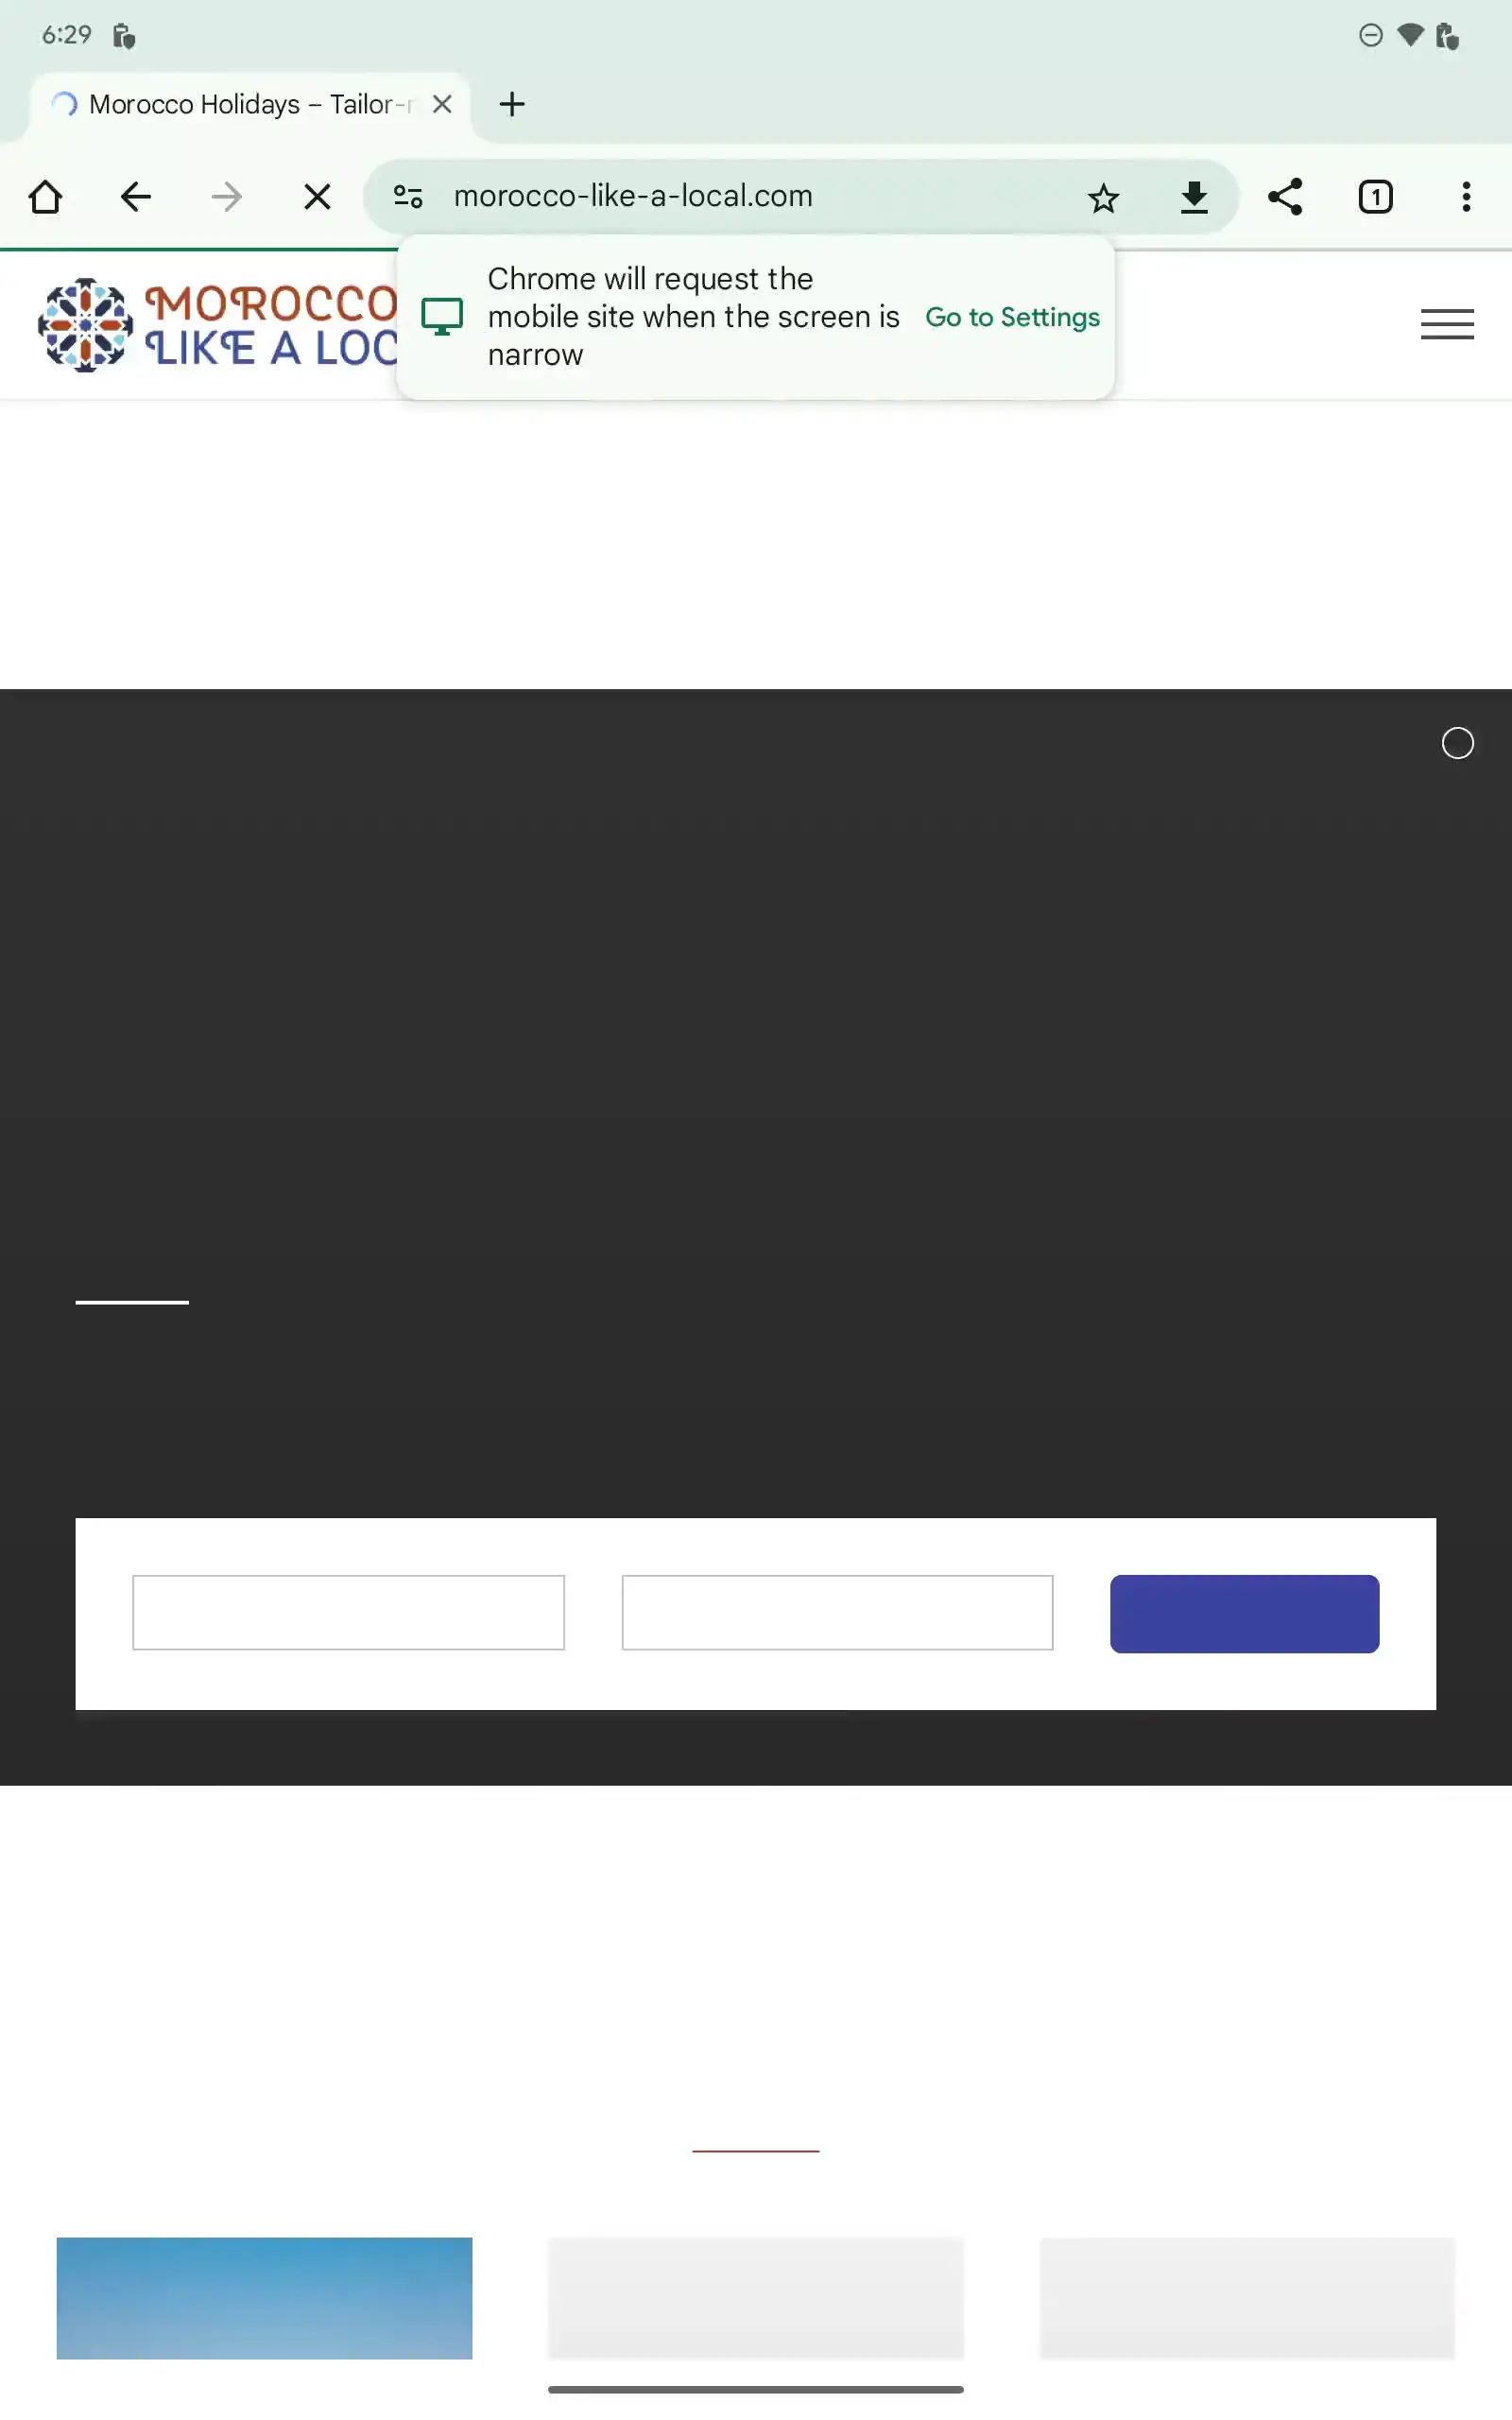 6:29
Morocco Holidays – Tailor-
morocco-like-a-local.com
1
Chrome will request the
mobile site when the screen is
narrow
Go to Settings
MOROCCO
LIKE A LOC